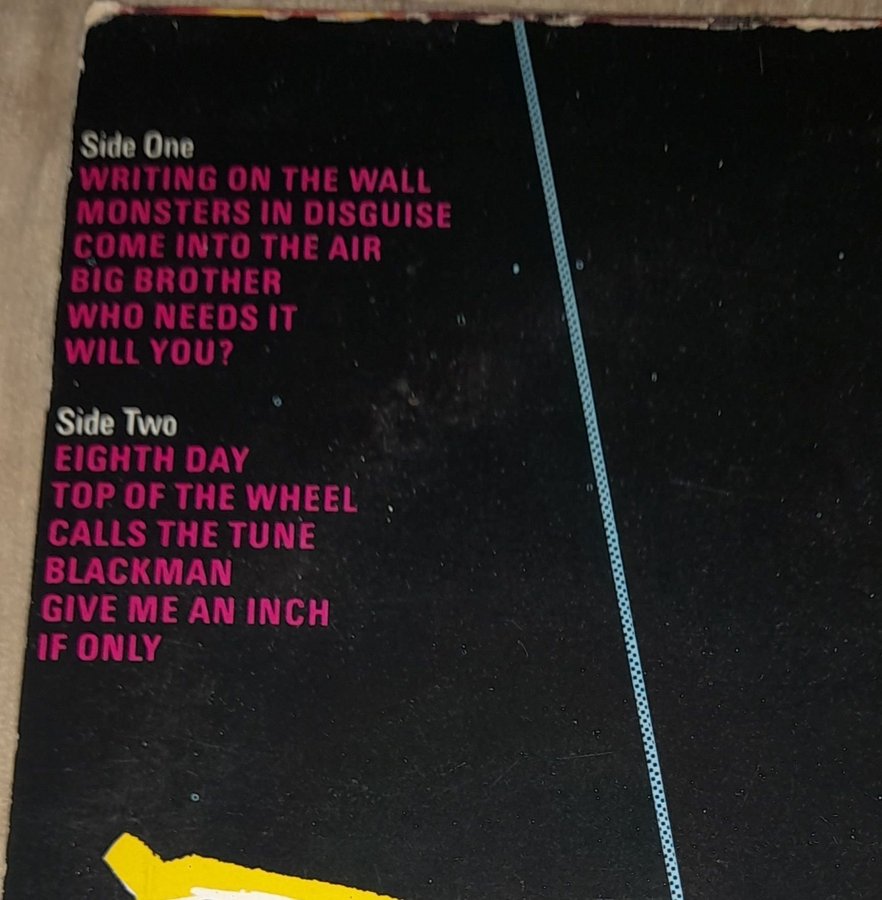 Side One
WRITING ON THE WALL
MONSTERS IN DISGUISE
COME INTO THE AIR
BIG BROTHER
WHO NEEDS IT
WILL YOU?
Side Two
EIGHTH DAY
TOP OF THE WHEEL
CALLS THE TUNE
BLACKMAN
GIVE ME AN INCH
IF ONLY